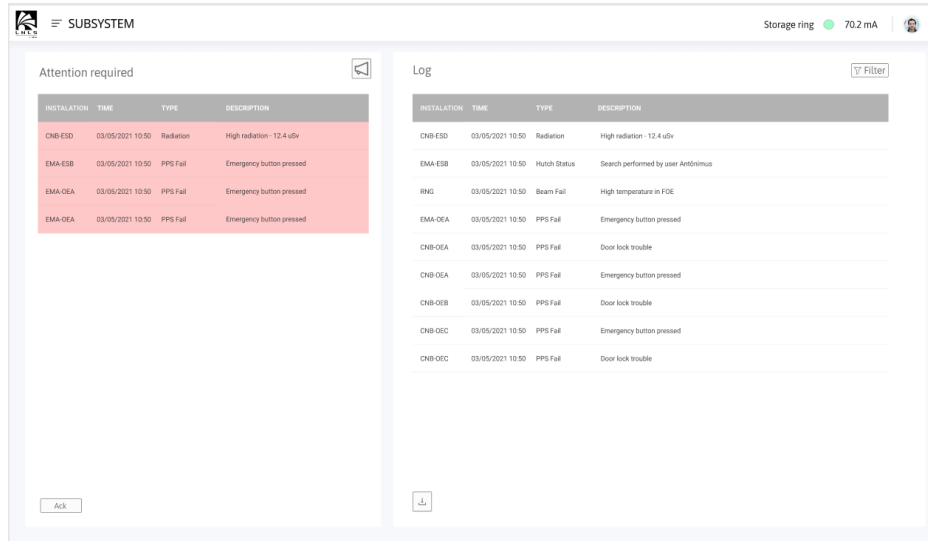 LNLS
SUBSYSTEM
Storage ring 70.2 mA
Attention required
INSTALATION TIME TYPE DESCRIPTION
CNB-ESD 03/05/2021 10:50 Radiation High radiation - 12.4 uSv
EMA-ESB 03/05/2021 10:50 PPS Fail Emergency button pressed
EMA-OEA 03/05/2021 10:50 PPS Fail Emergency button pressed
EMA-OEA 03/05/2021 10:50 PPS Fail Emergency button pressed
Ack
Log
Filter
INSTALATION TIME TYPE DESCRIPTION
CNB-ESD 03/05/2021 10:50 Radiation High radiation - 12.4 uSv
EMA-ESB 03/05/2021 10:50 Hutch Status Search performed by user Antônimus
RNG 03/05/2021 10:50 Beam Fail High temperature in FOE
EMA-OEA 03/05/2021 10:50 PPS Fail Emergency button pressed
CNB-OEA 03/05/2021 10:50 PPS Fail Door lock trouble
CNB-OEA 03/05/2021 10:50 PPS Fail Emergency button pressed
CNB-OEB 03/05/2021 10:50 PPS Fail Door lock trouble
CNB-OEC 03/05/2021 10:50 PPS Fail Emergency button pressed
CNB-OEC 03/05/2021 10:50 PPS Fail Door lock trouble